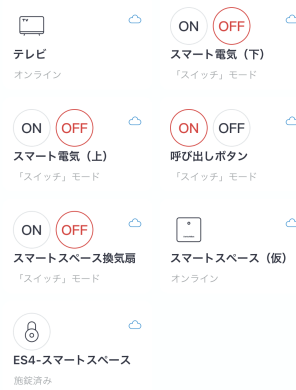 テレビ
オンライン
ON OFF
スマート電気（下）
「スイッチ」モード
ON OFF
スマート電気（上）
「スイッチ」モード
ON OFF
呼び出しボタン
「スイッチ」モード
ON OFF
スマートスペース換気扇
「スイッチ」モード
スマートスペース（仮）
オンライン
ES4-スマートスペース
施錠済み